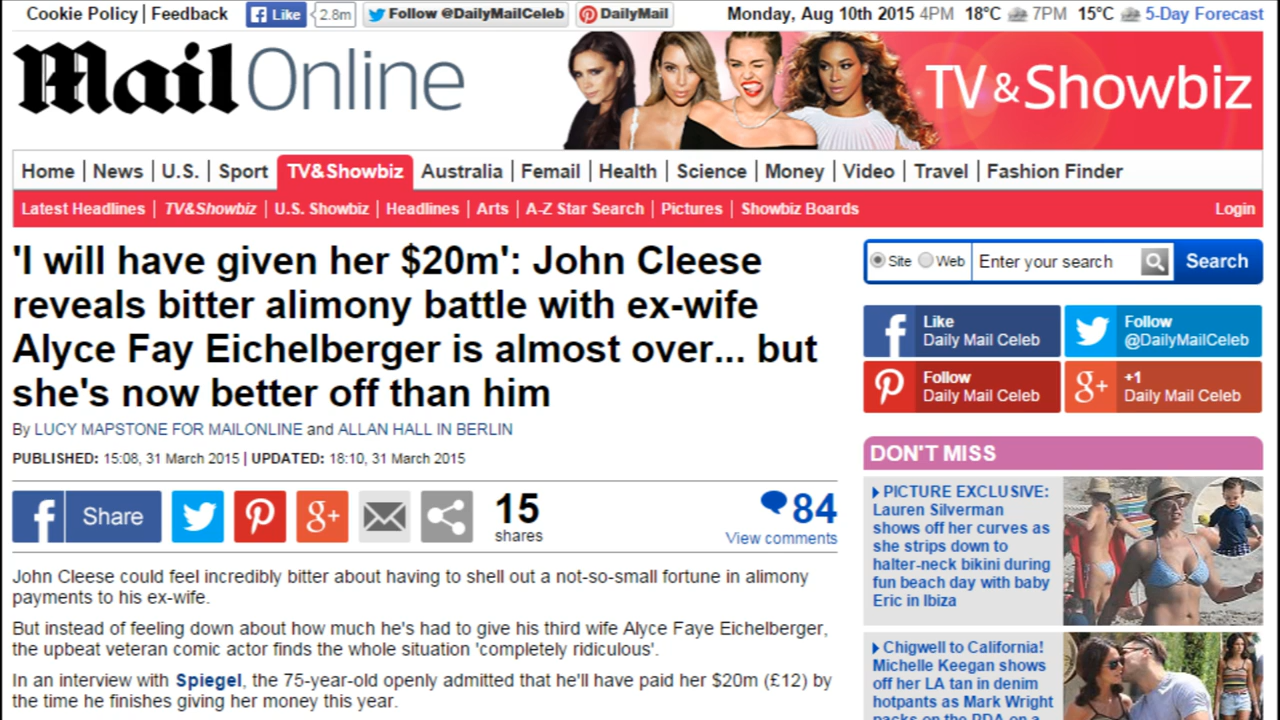 Cookie Policy | Feedback
Like
2.8m
Follow @DailyMailCeleb
DailyMail
Monday, Aug 10th 2015 4PM 18°C 7PM 15°C 5-Day Forecast
Mail Online
TV&Showbiz
Home | News | U.S. | Sport TV&Showbiz Australia | Femail | Health | Science | Money | Video | Travel | Fashion Finder
Latest Headlines | TV&Showbiz | U.S. Showbiz | Headlines | Arts | A-Z Star Search | Pictures | Showbiz Boards
Login
'I will have given her $20m': John Cleese
reveals bitter alimony battle with ex-wife
Alyce Fay Eichelberger is almost over... but
she's now better off than him
By LUCY MAPSTONE FOR MAILONLINE and ALLAN HALL IN BERLIN
PUBLISHED: 15:08, 31 March 2015 | UPDATED: 18:10, 31 March 2015
f Share
g+
15
shares
84
View comments
John Cleese could feel incredibly bitter about having to shell out a not-so-small fortune in alimony
payments to his ex-wife.
But instead of feeling down about how much he's had to give his third wife Alyce Faye Eichelberger,
the upbeat veteran comic actor finds the whole situation 'completely ridiculous'.
In an interview with Spiegel, the 75-year-old openly admitted that he'll have paid her $20m (£12) by
the time he finishes giving her money this year.
Site Web
Enter your search
Search
Like
Daily Mail Celeb
Follow
@DailyMailCeleb
Follow
Daily Mail Celeb
g+
+1
Daily Mail Celeb
DON'T MISS
PICTURE EXCLUSIVE:
Lauren Silverman
shows off her curves as
she strips down to
halter-neck bikini during
fun beach day with baby
Eric in Ibiza
Chigwell to California!
Michelle Keegan shows
off her LA tan in denim
hotpants as Mark Wright
packs on the PDA on a